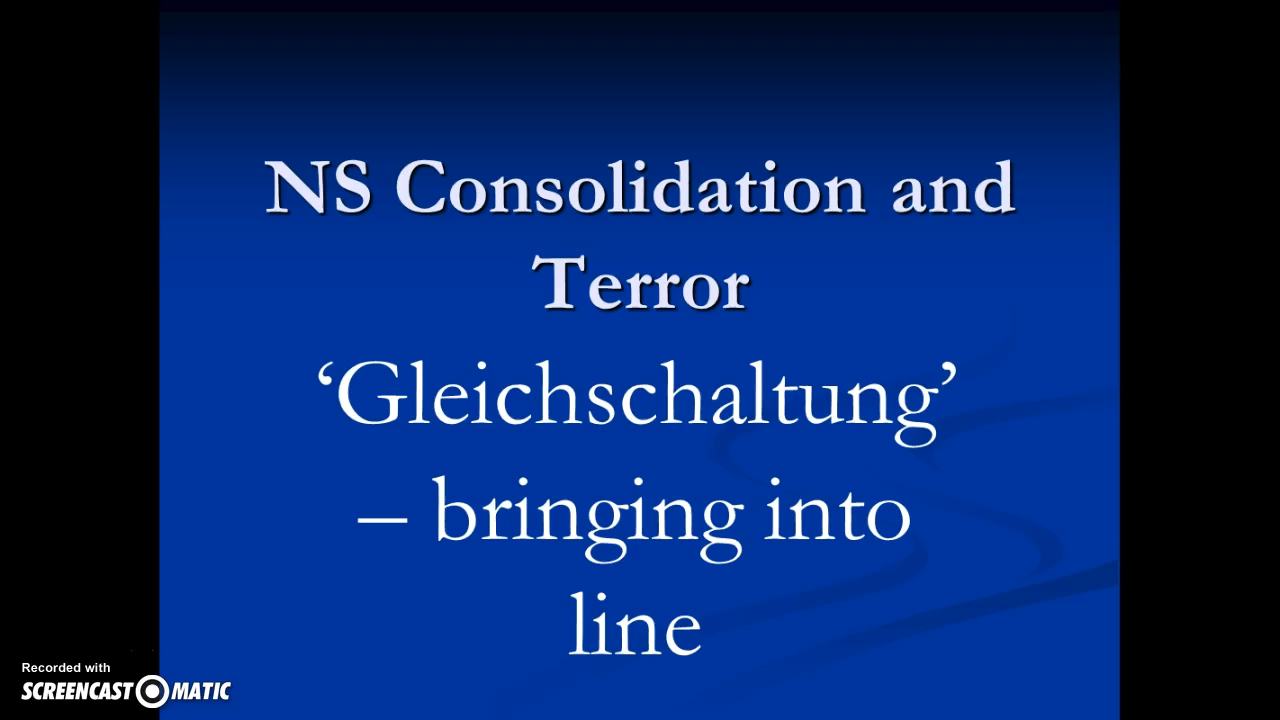 NS Consolidation and
Terror
‘Gleichschaltung’
– bringing into
line
Recorded with
SCREENCAST MATIC